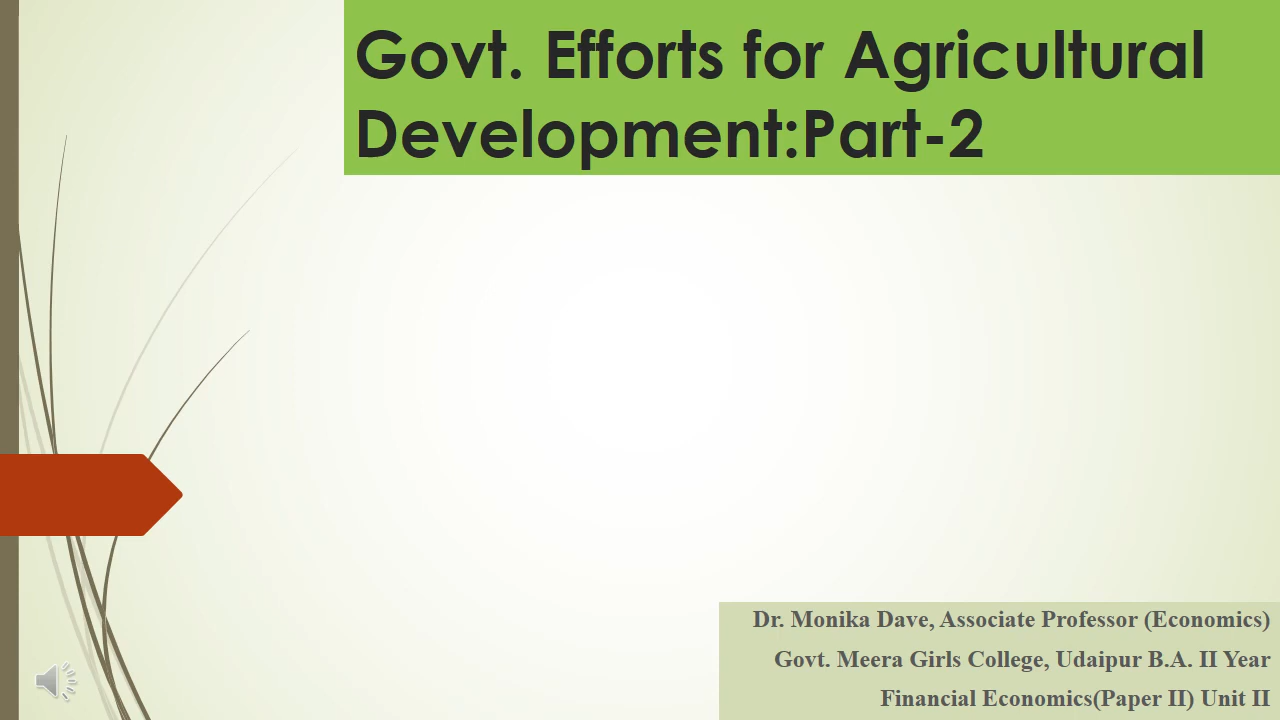 Govt. Efforts for Agricultural
Development:Part-2
Dr. Monika Dave, Associate Professor (Economics)
Govt. Meera Girls College, Udaipur B.A. II Year
Financial Economics(Paper II) Unit II